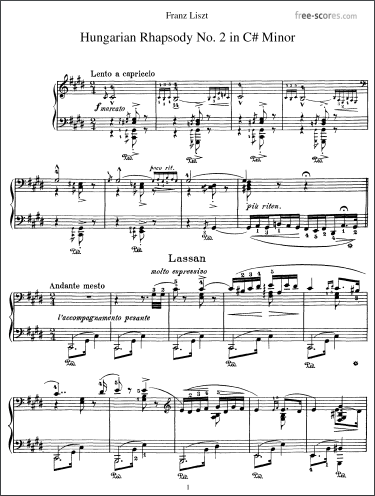 Franz Liszt
free-scores.com
Hungarian Rhapsody No. 2 in C# Minor
Lento a capriccio
f mercato
poco rit.
più riten.
Lassan
molto espressivo
Andante mesto
l'accompagnamento pesante
1